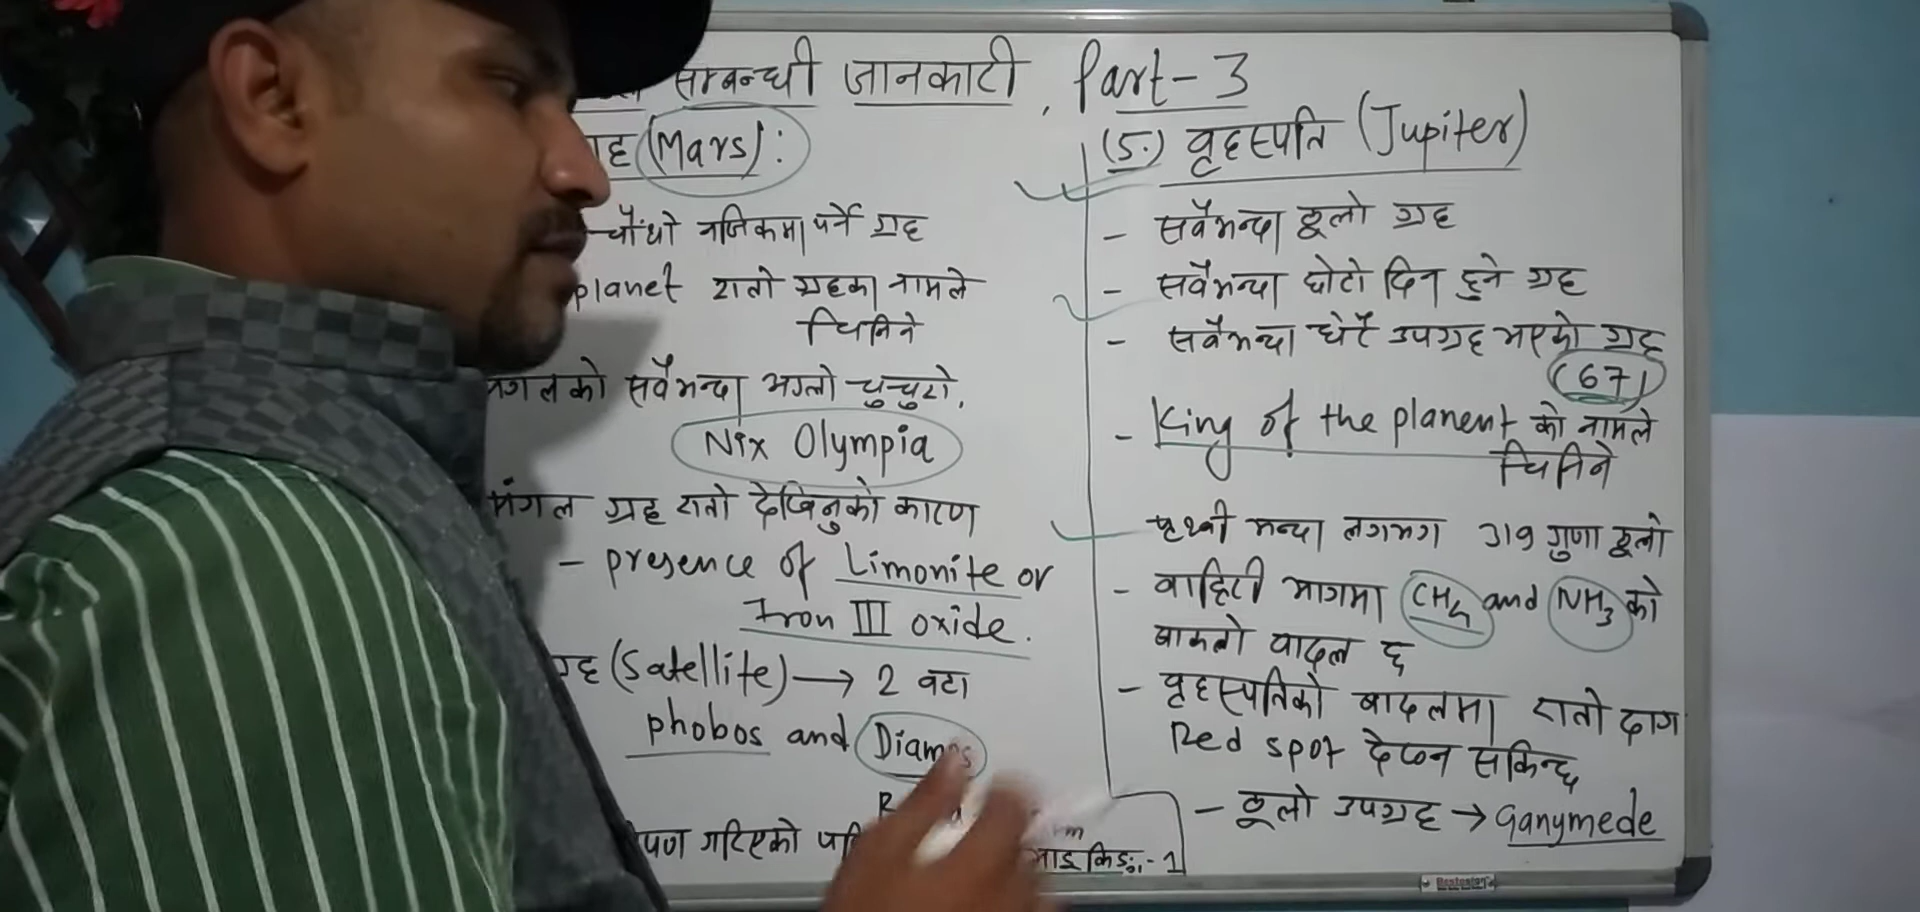 सम्बन्धी जानकारी, Part-3
ग्रह (Mars):
चौंथो नजिकमा पर्ने ग्रह
planet रातो ग्रहका नामले
चिनिने
मंगलको सबैभन्दा अग्लो चुचुरो,
Nix Olympia
मंगल ग्रह रातो देखिनुको कारण
- presence of Limonite or
Iron III oxide.
ग्रह (Satellite) → 2 वटा
phobos and Diamos
गरिएको
-1
(5.) वृहस्पति (Jupiter)
- सबैभन्दा ठूलो ग्रह
- सबैभन्दा छोटो दिन हुने ग्रह
- सबैभन्दा धेरै उपग्रह भएको ग्रह
(67)
- King of the planent को नामले
चिनिने
पृथ्वी भन्दा लगभग 319 गुणा ठूलो
- बाहिरी भागमा CH4 and NH3 को
बाक्लो बादल छ
- वृहस्पतिको बादलमा रातो दाग
Red spot देख्न सकिन्छ
- ठूलो उपग्रह → Ganymede